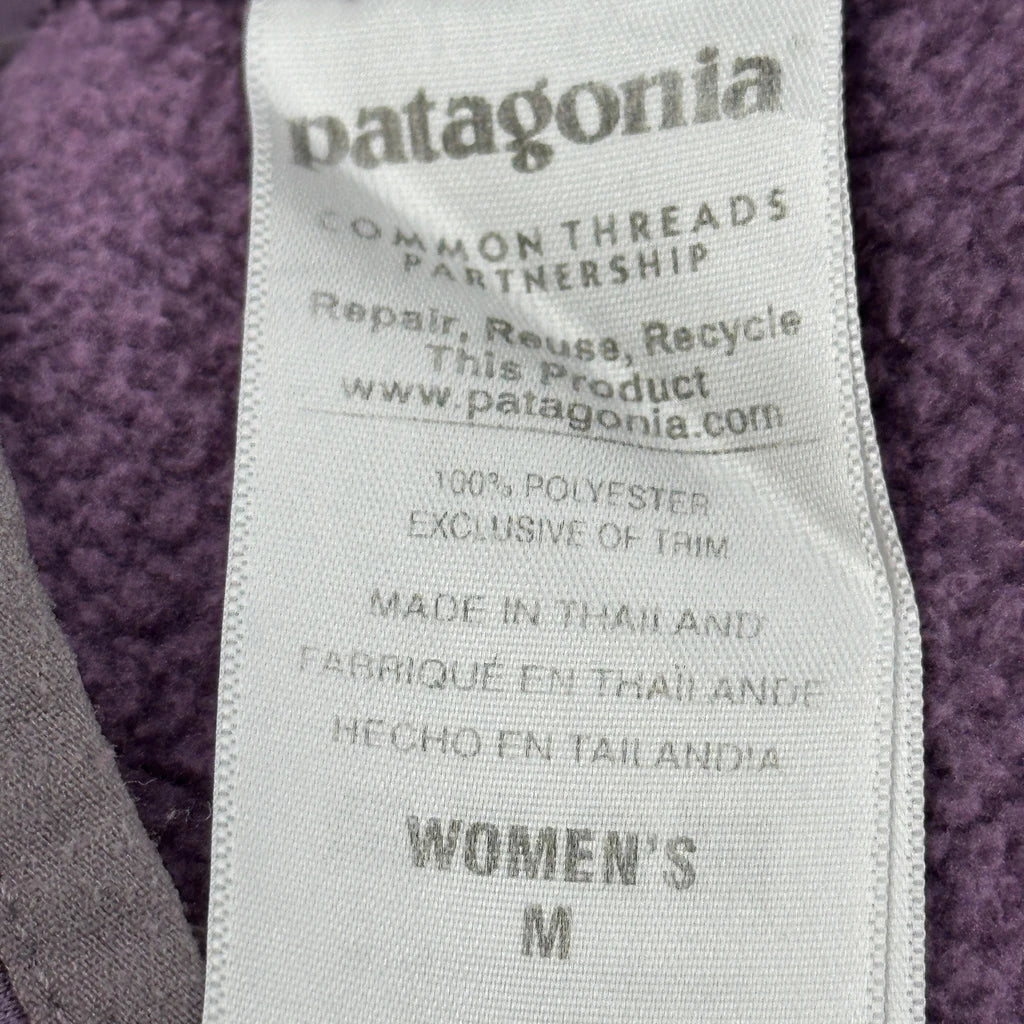 patagonia
COMMON THREADS
PARTNERSHIP
Repair, Reuse, Recycle
This Product
www.patagonia.com
100% POLYESTER
EXCLUSIVE OF TRIM
MADE IN THAILAND
FABRIQUÉ EN THAÏLANDE
HECHO EN TAILANDIA
WOMEN'S
M